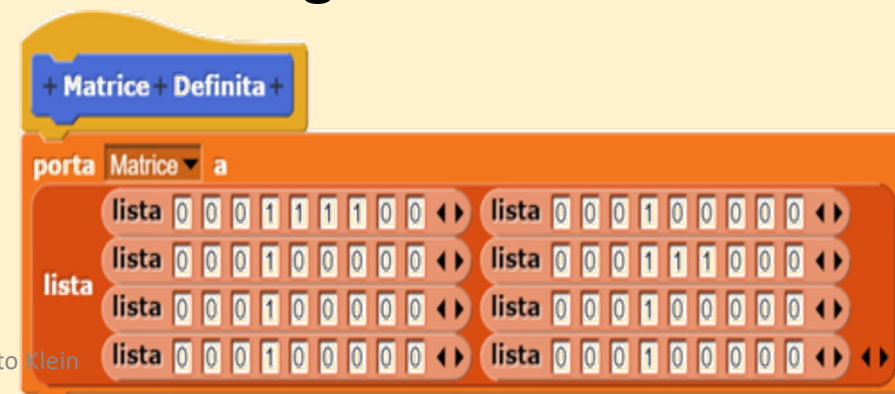 + Matrice + Definita +
porta Matrice a
lista 0 0 0 1 1 1 1 0 0 lista 0 0 0 1 0 0 0 0 0
lista 0 0 0 1 0 0 0 0 0 lista 0 0 0 1 1 1 0 0 0
lista
lista 0 0 0 1 0 0 0 0 0 lista 0 0 0 1 0 0 0 0 0
to Klein
lista 0 0 0 1 0 0 0 0 0 lista 0 0 0 1 0 0 0 0 0